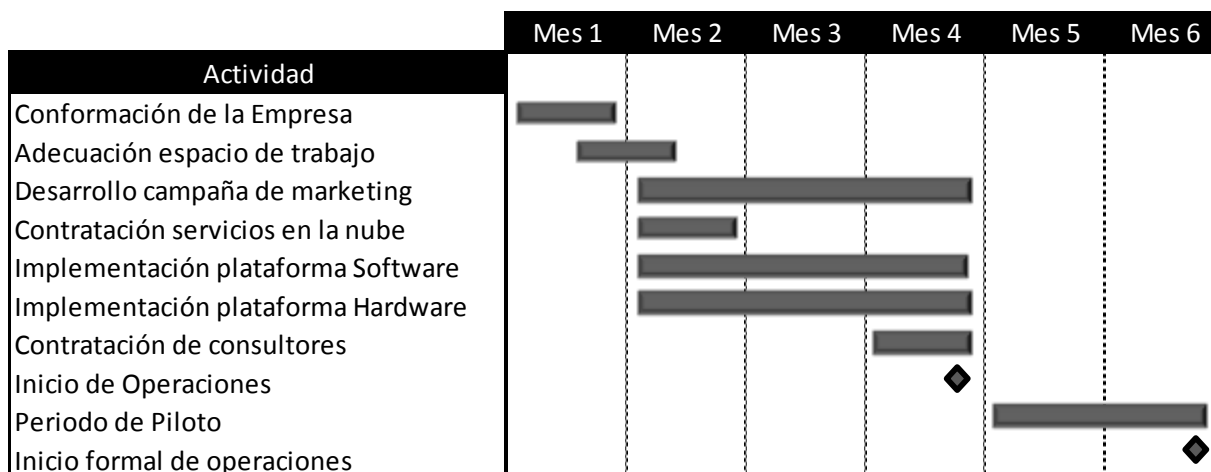 Mes 1 Mes 2 Mes 3 Mes 4 Mes 5 Mes 6
Actividad
Conformación de la Empresa
Adecuación espacio de trabajo
Desarrollo campaña de marketing
Contratación servicios en la nube
Implementación plataforma Software
Implementación plataforma Hardware
Contratación de consultores
Inicio de Operaciones
Periodo de Piloto
Inicio formal de operaciones